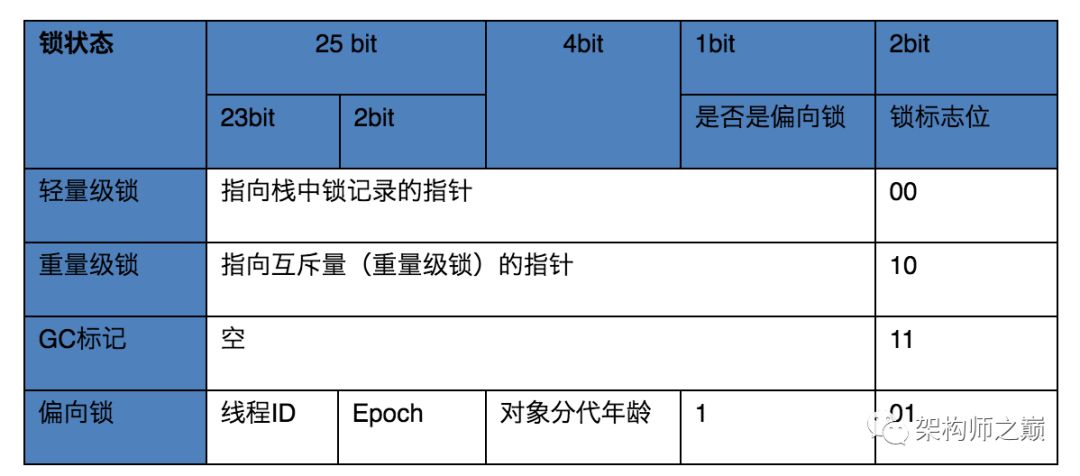 锁状态 25 bit 4bit 1bit 2bit
23bit 2bit 是否是偏向锁 锁标志位
轻量级锁 指向栈中锁记录的指针 00
重量级锁 指向互斥量（重量级锁）的指针 10
GC标记 空 11
偏向锁 线程ID Epoch 对象分代年龄 1 01
架构师之巅